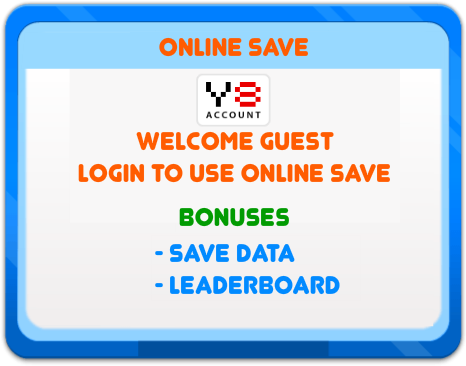 ONLINE SAVE
Y8
ACCOUNT
WELCOME GUEST
LOGIN TO USE ONLINE SAVE
BONUSES
- SAVE DATA
- LEADERBOARD